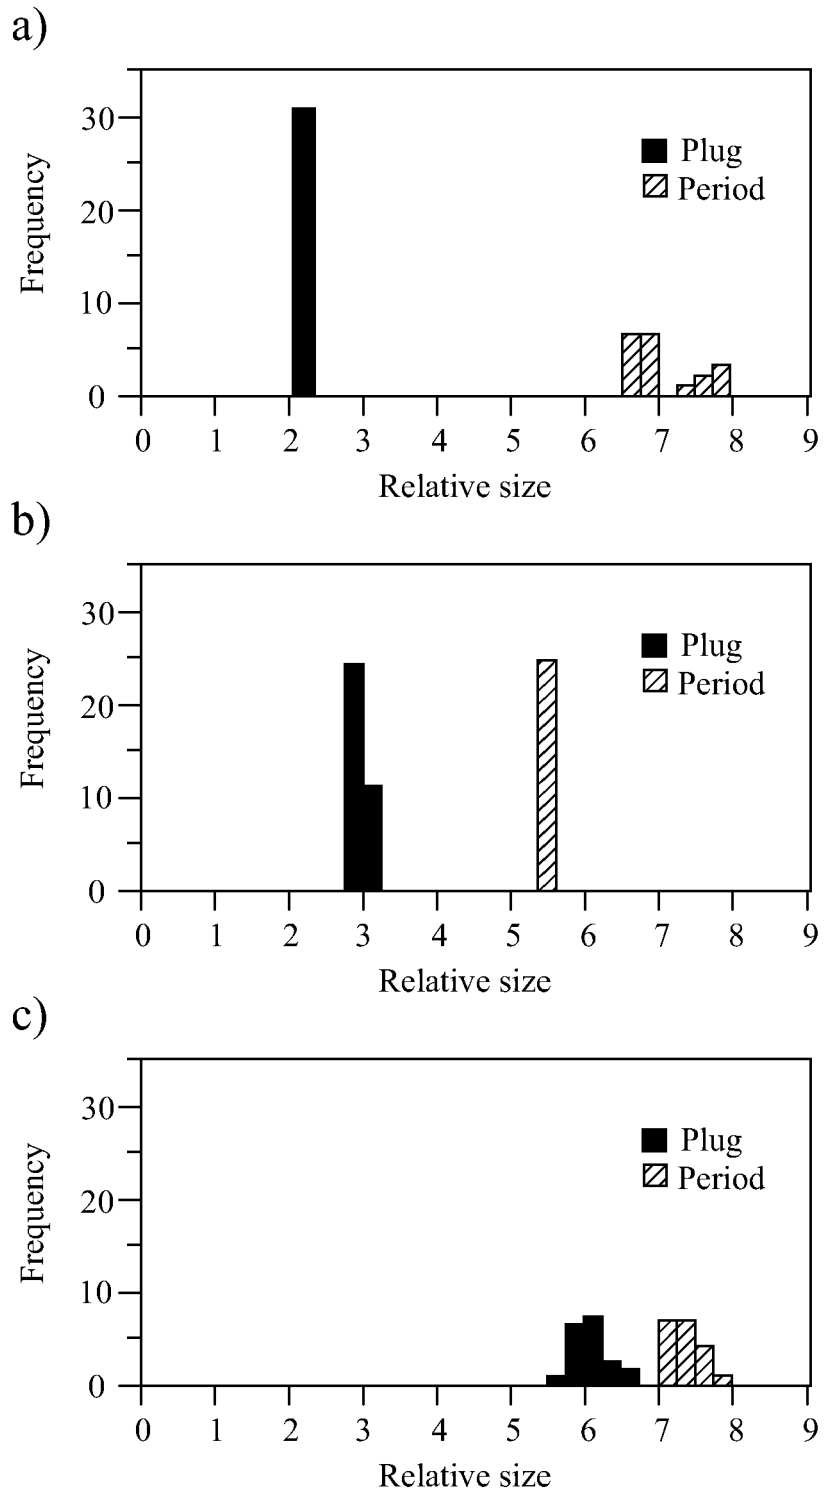 a)
30
20
10
0
Frequency
Plug
Period
0 1 2 3 4 5 6 7 8 9
Relative size
b)
30
20
10
0
Frequency
Plug
Period
0 1 2 3 4 5 6 7 8 9
Relative size
c)
30
20
10
0
Frequency
Plug
Period
0 1 2 3 4 5 6 7 8 9
Relative size